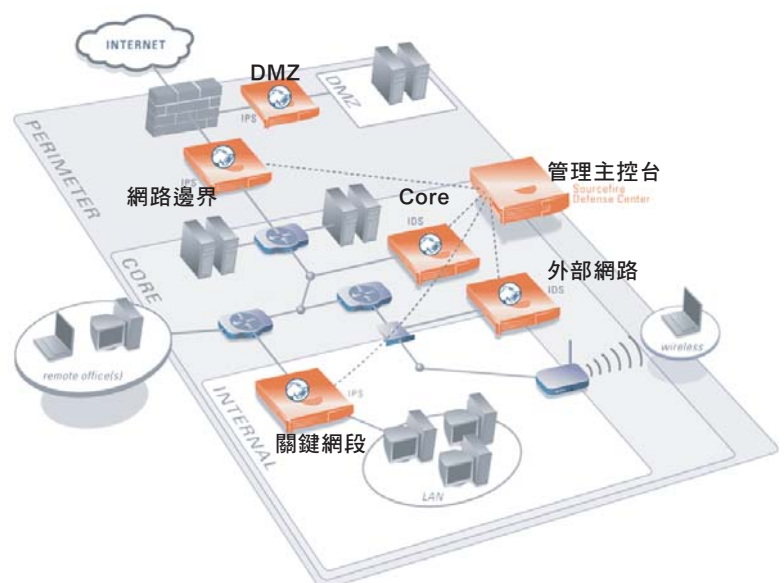 INTERNET
DMZ
DMZ
IPS
PERIMETER
IPS
網路邊界
管理主控台
Sourcefire
Defense Center
Core
IDS
CORE
外部網路
IDS
wireless
remote office(s)
IPS
INTERNAL
關鍵網段
LAN